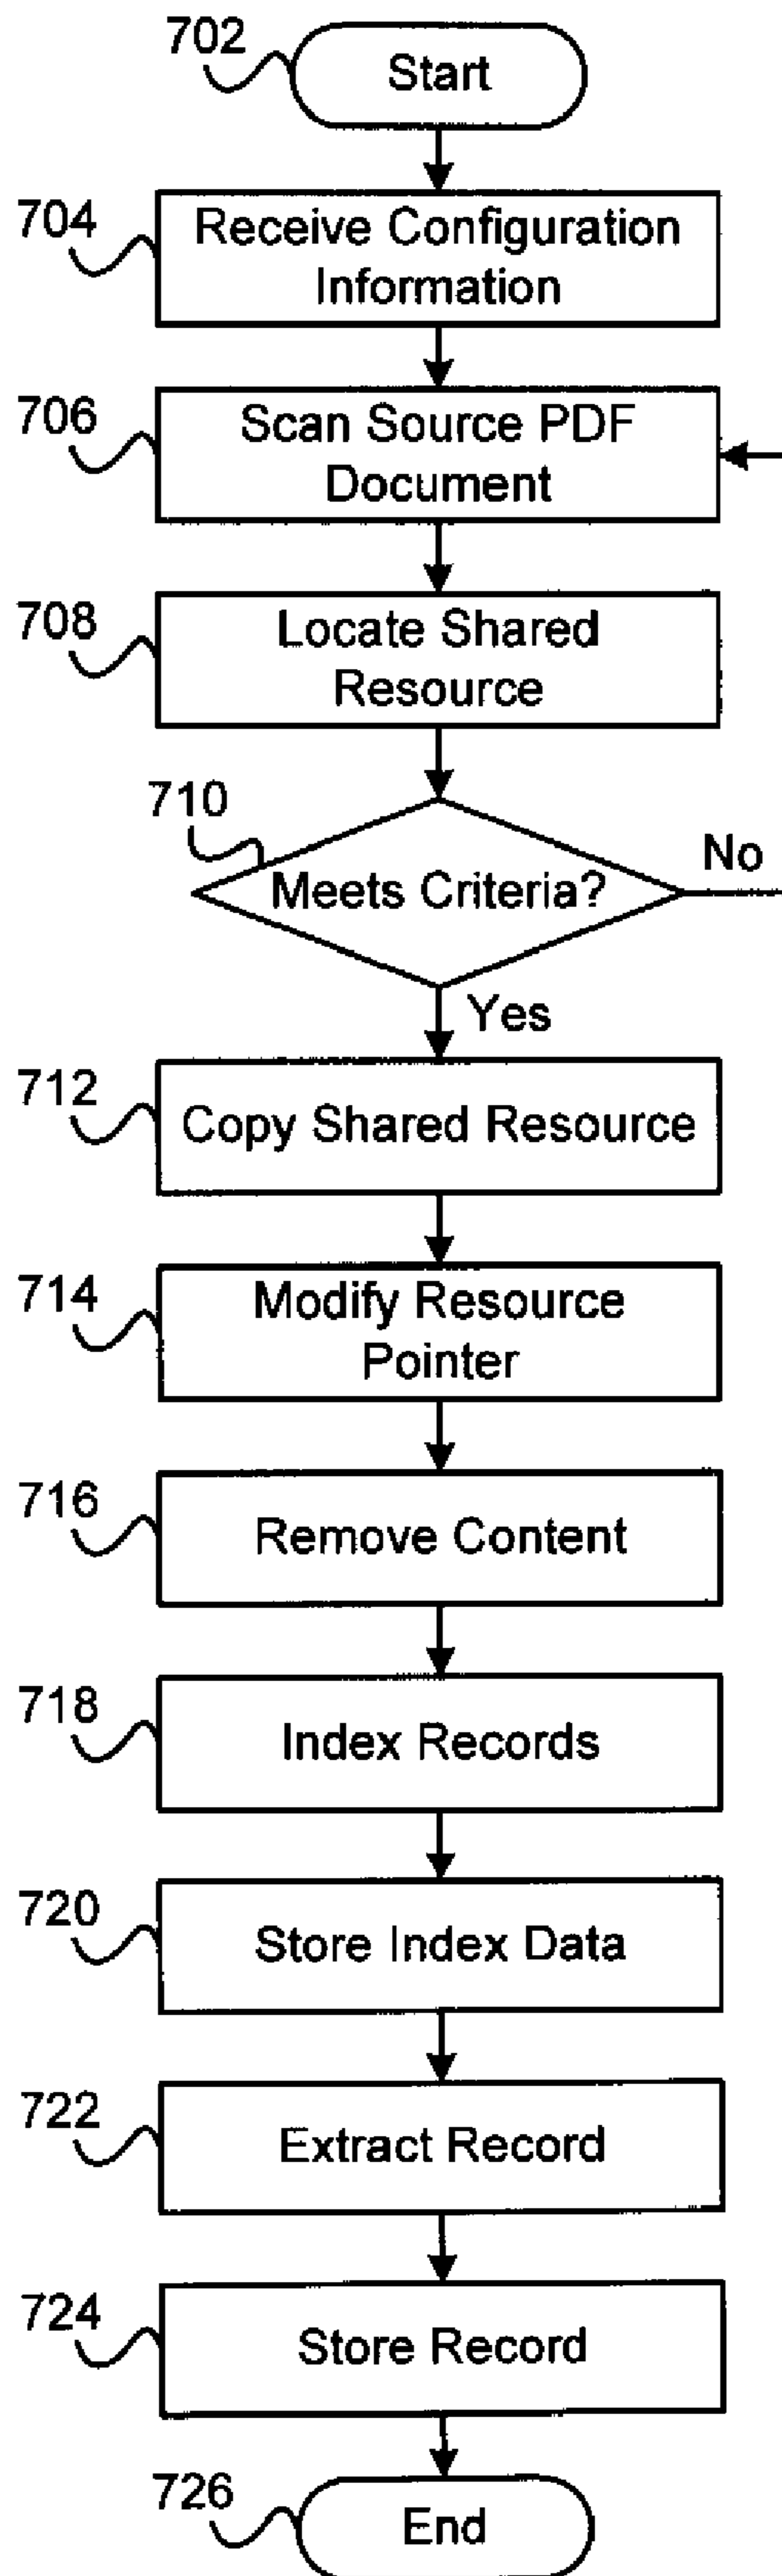 702
Start
704
Receive Configuration
Information
706
Scan Source PDF
Document
708
Locate Shared
Resource
710
Meets Criteria?
No
Yes
712
Copy Shared Resource
714
Modify Resource
Pointer
716
Remove Content
718
Index Records
720
Store Index Data
722
Extract Record
724
Store Record
726
End